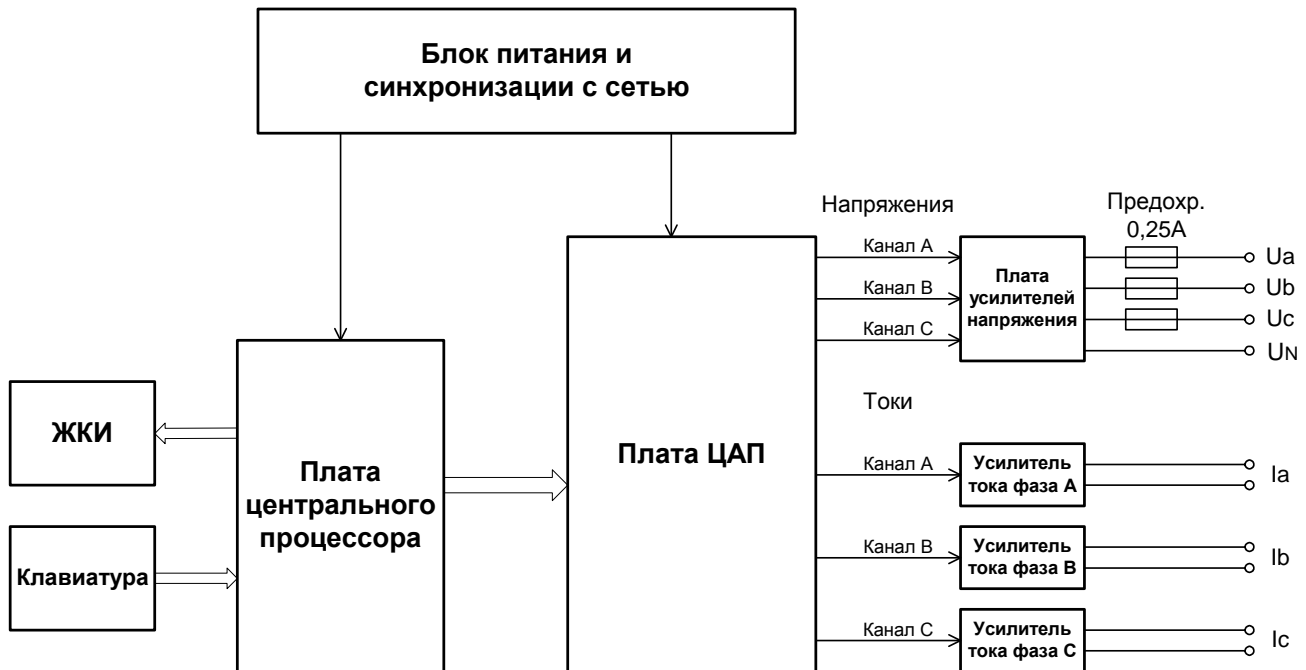 Блок питания и
синхронизации с сетью
Напряжения
Предохр.
0,25А
Канал А
Канал В
Канал С
Плата
усилителей
напряжения
Ua
Ub
Uc
UN
Токи
ЖКИ
Клавиатура
Плата
центрального
процессора
Плата ЦАП
Канал А
Усилитель
тока фаза А
Ia
Канал В
Усилитель
тока фаза В
Ib
Канал С
Усилитель
тока фаза С
Ic